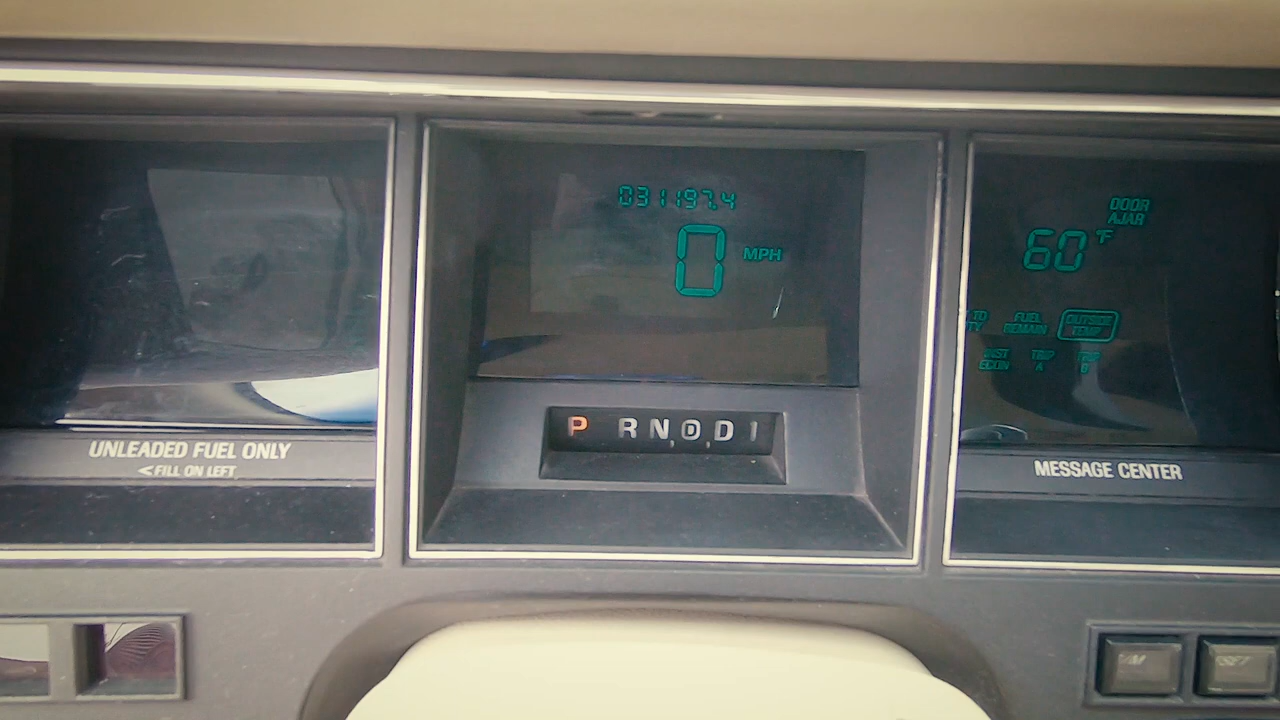 031197.4
0 MPH
P RN,D,D 1
UNLEADED FUEL ONLY
<FILL ON LEFT
DOOR
AJAR
60°F
FUEL
REMAIN
OUTSIDE
TEMP
INST
ECON
TRIP
A
TRIP
B
MESSAGE CENTER